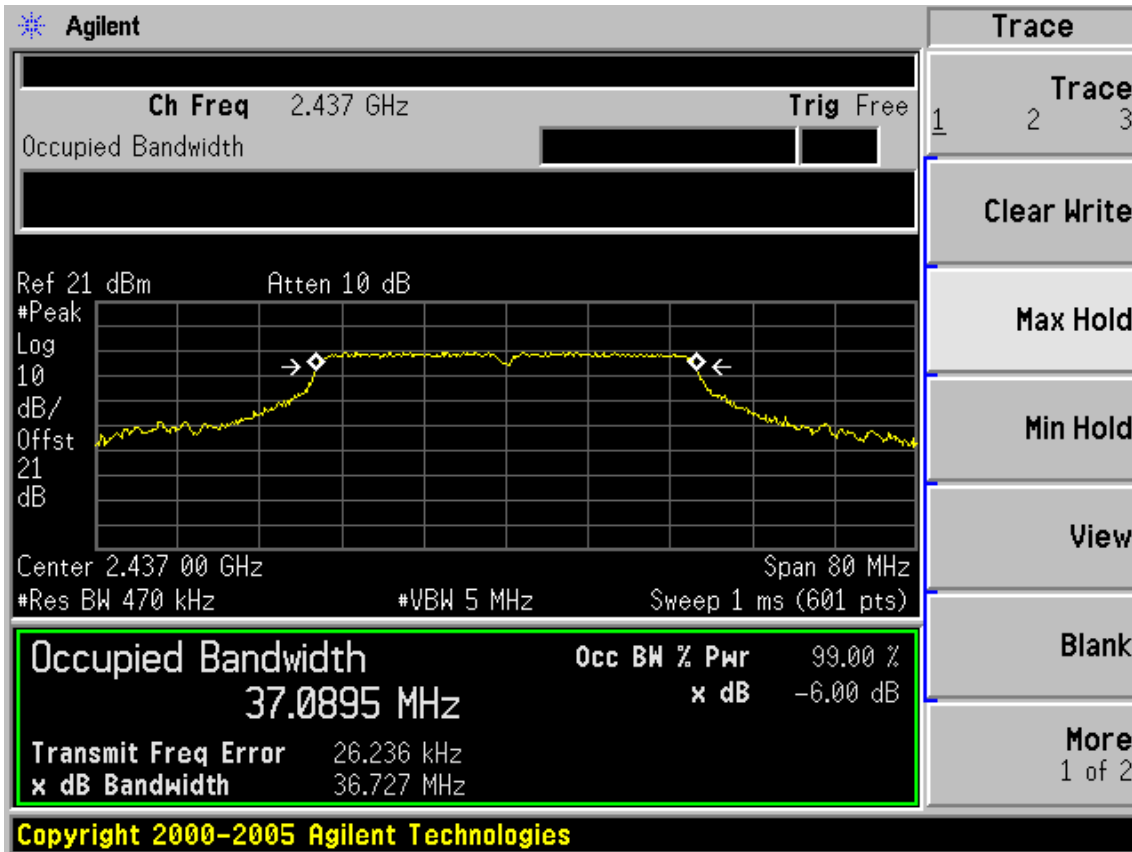 Agilent
Trace
Ch Freq 2.437 GHz Trig Free
Occupied Bandwidth
Trace
1 2 3
Clear Write
Max Hold
Min Hold
View
Blank
More
1 of 2
Ref 21 dBm Atten 10 dB
#Peak
Log
10
dB/
Offst
21
dB
Center 2.437 00 GHz Span 80 MHz
#Res BW 470 kHz #VBW 5 MHz Sweep 1 ms (601 pts)
Occupied Bandwidth
37.0895 MHz
Occ BW % Pwr 99.00 %
x dB -6.00 dB
Transmit Freq Error 26.236 kHz
x dB Bandwidth 36.727 MHz
Copyright 2000-2005 Agilent Technologies